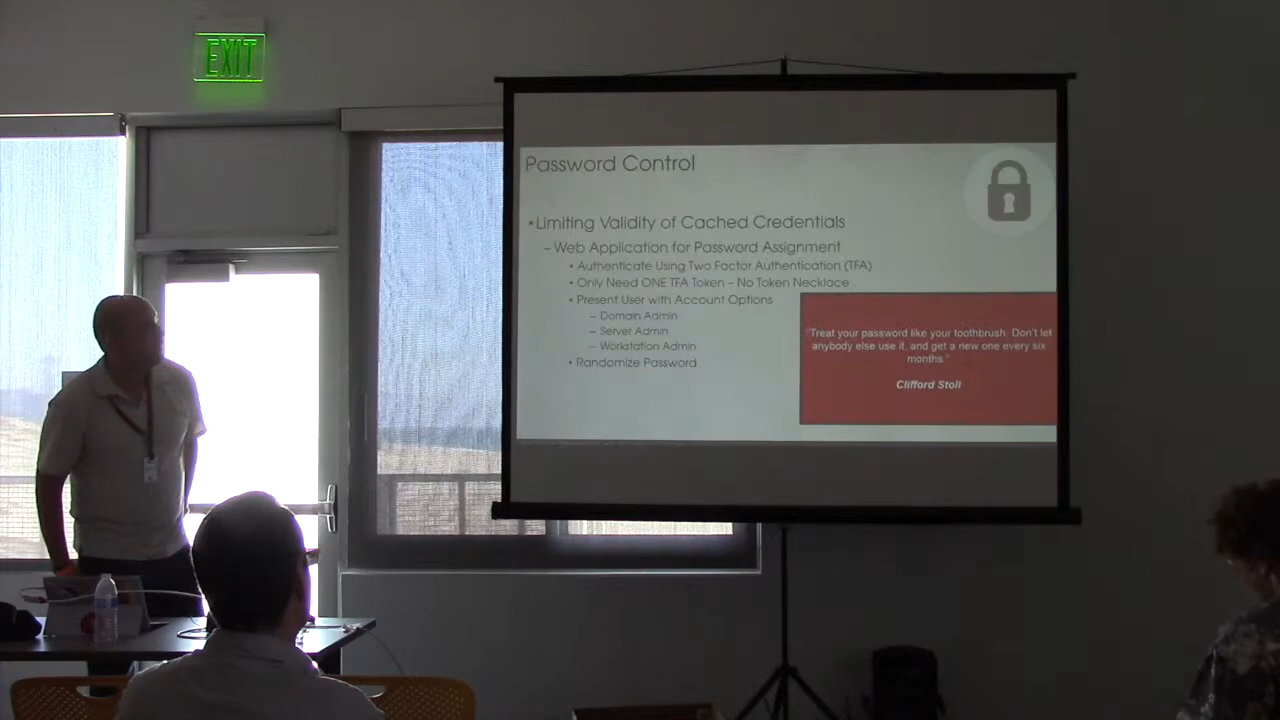 EXIT
Password Control
•Limiting Validity of Cached Credentials
– Web Application for Password Assignment
• Authenticate Using Two Factor Authentication (TFA)
• Only Need ONE TFA Token – No Token Necklace
• Present User with Account Options
– Domain Admin
– Server Admin
– Workstation Admin
• Randomize Password
"Treat your password like your toothbrush. Don't let
anybody else use it, and get a new one every six
months."
Clifford Stoll